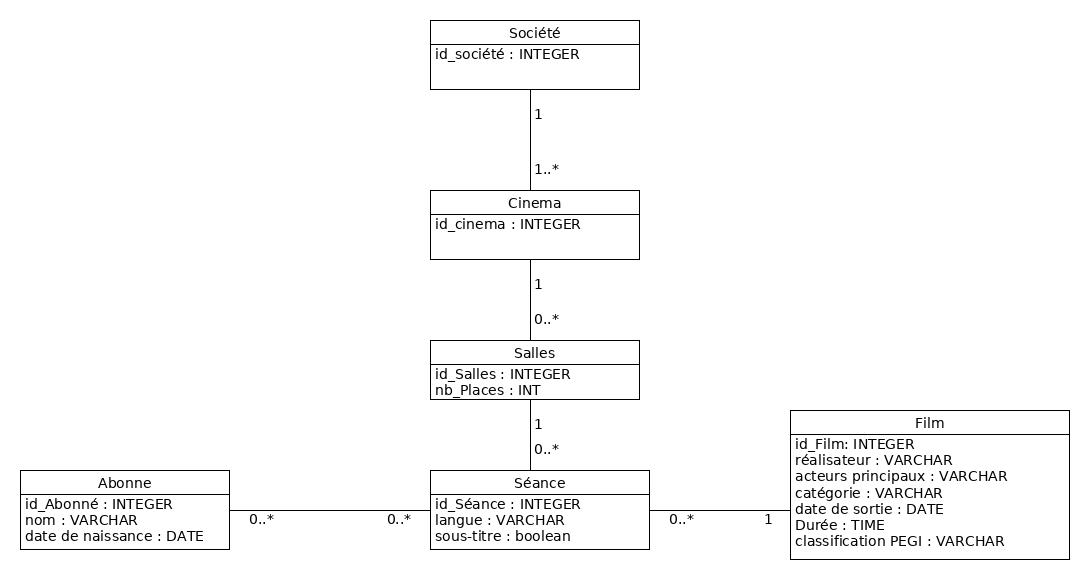 Société
id_société : INTEGER
1
1..*
Cinema
id_cinema : INTEGER
1
0..*
Salles
id_Salles : INTEGER
nb_Places : INT
1
0..*
Abonne
id_Abonné : INTEGER
nom : VARCHAR
date de naissance : DATE
0..*
0..*
Séance
id_Séance : INTEGER
langue : VARCHAR
sous-titre : boolean
0..*
1
Film
id_Film: INTEGER
réalisateur : VARCHAR
acteurs principaux : VARCHAR
catégorie : VARCHAR
date de sortie : DATE
Durée : TIME
classification PEGI : VARCHAR